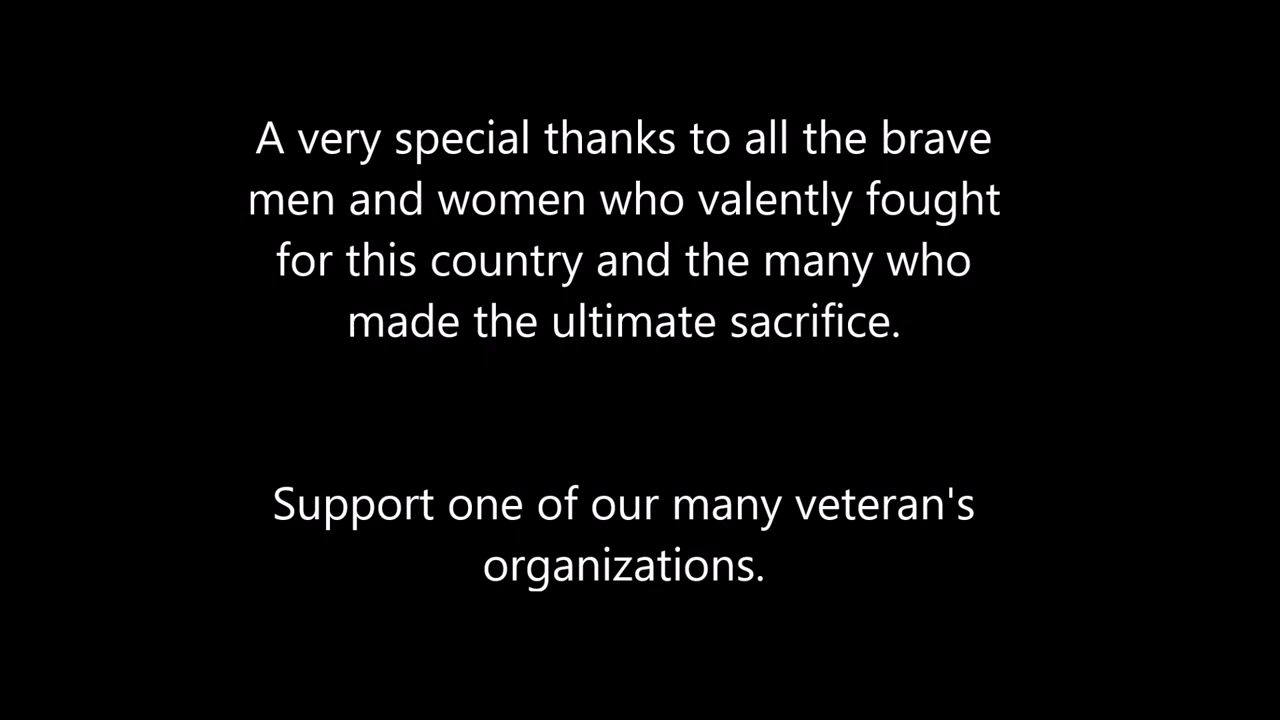 A very special thanks to all the brave
men and women who valently fought
for this country and the many who
made the ultimate sacrifice.
Support one of our many veteran's
organizations.